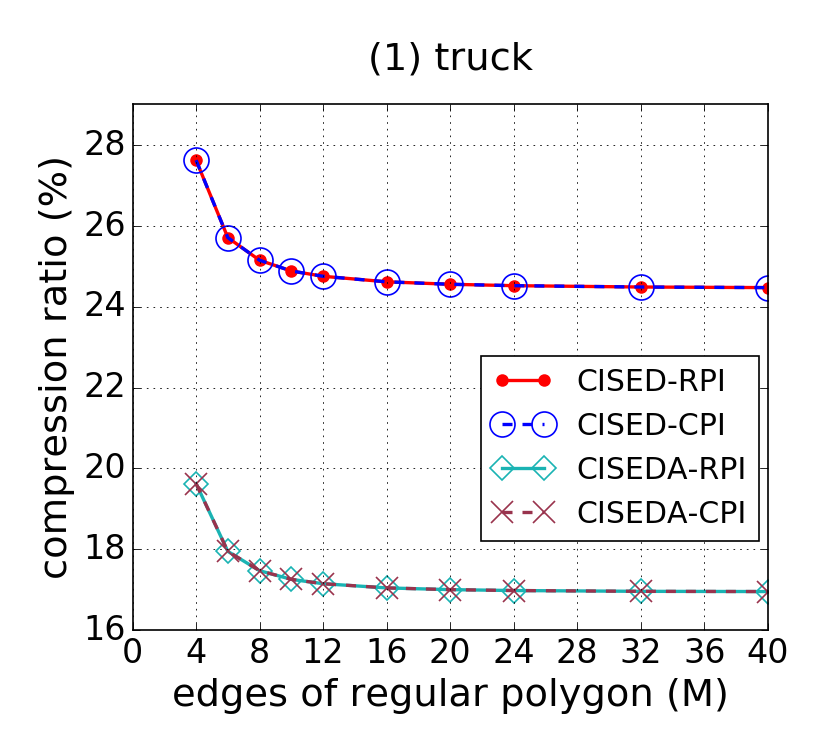 (1) truck
compression ratio (%)
28
26
24
22
20
18
16
CISED-RPI
CISED-CPI
CISEDA-RPI
CISEDA-CPI
0 4 8 12 16 20 24 28 32 36 40
edges of regular polygon (M)